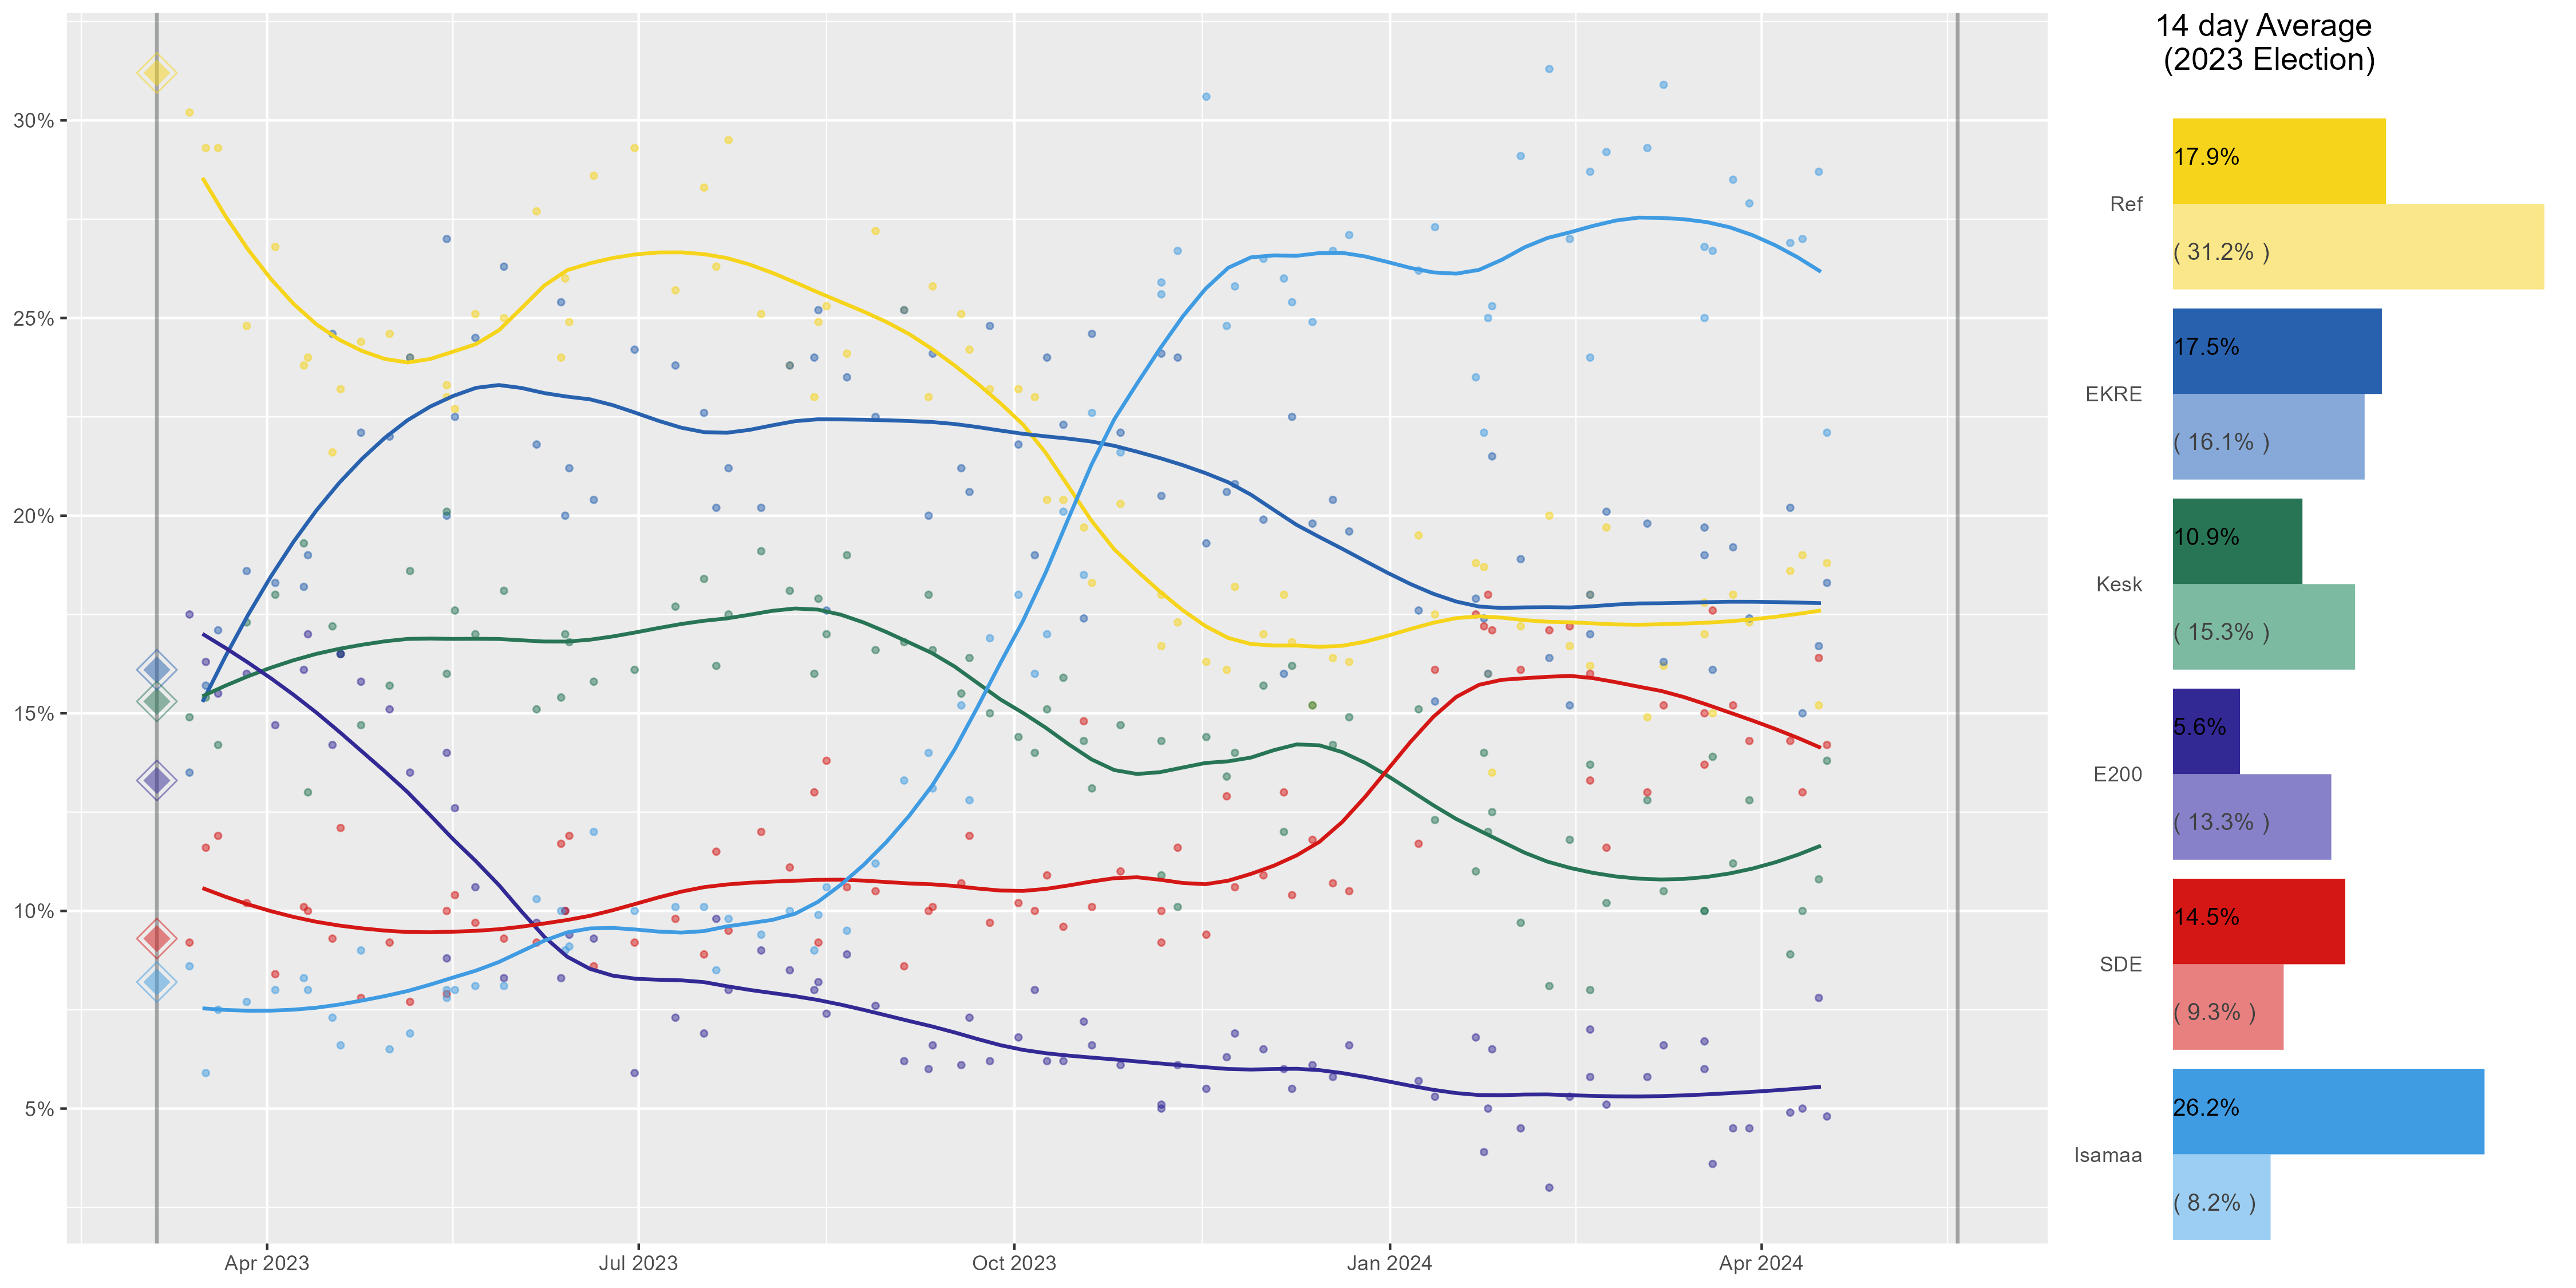 14 day Average
(2023 Election)
30%
25%
20%
15%
10%
5%
Apr 2023
Jul 2023
Oct 2023
Jan 2024
Apr 2024
Ref
17.9%
( 31.2% )
EKRE
17.5%
( 16.1% )
Kesk
10.9%
( 15.3% )
E200
5.6%
( 13.3% )
SDE
14.5%
( 9.3% )
Isamaa
26.2%
( 8.2% )